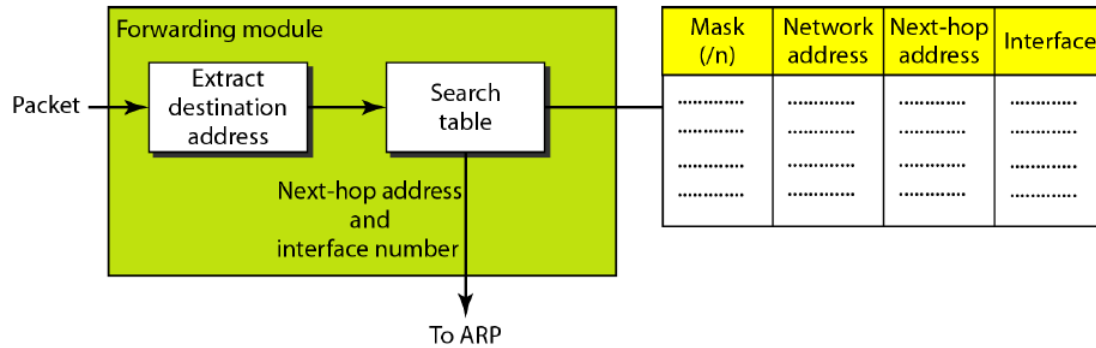 Forwarding module
Packet
Extract
destination
address
Search
table
Next-hop address
and
interface number
To ARP
Mask
(/n)
Network
address
Next-hop
address
Interface